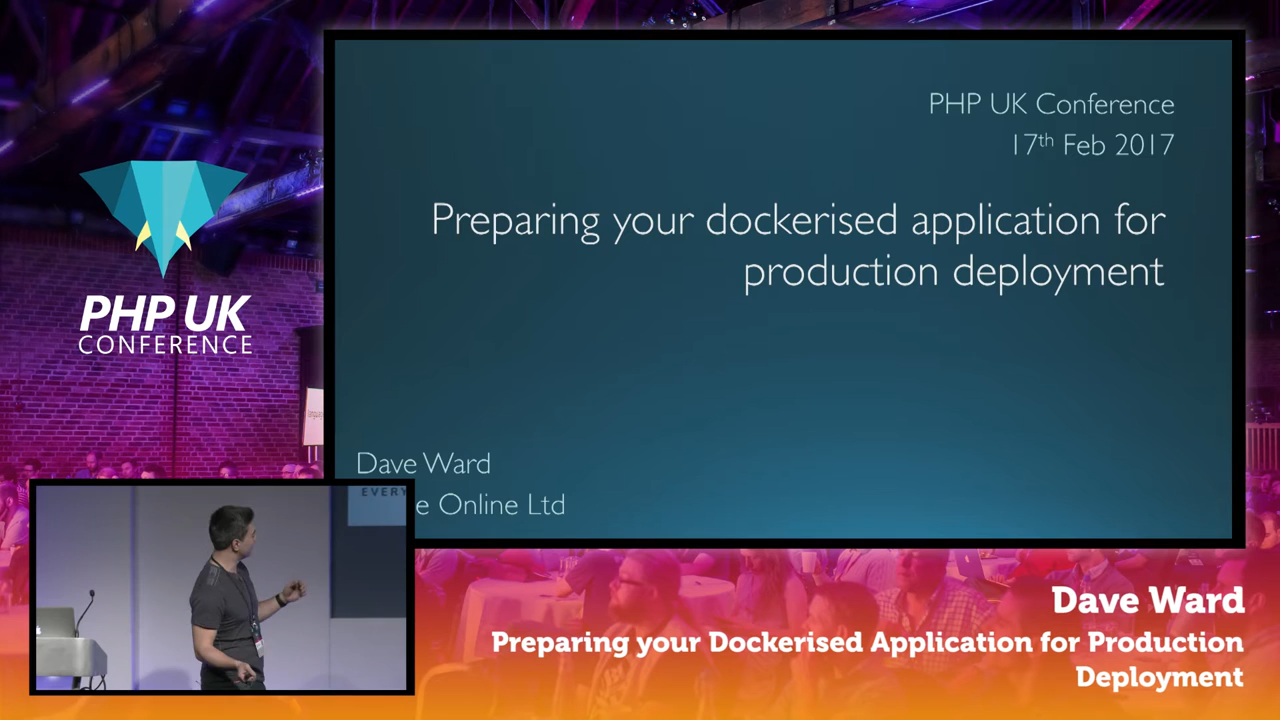 PHP UK Conference
17th Feb 2017
Preparing your dockerised application for
production deployment
PHP UK
CONFERENCE
Dave Ward
e Online Ltd
EVERY
Dave Ward
Preparing your Dockerised Application for Production
Deployment